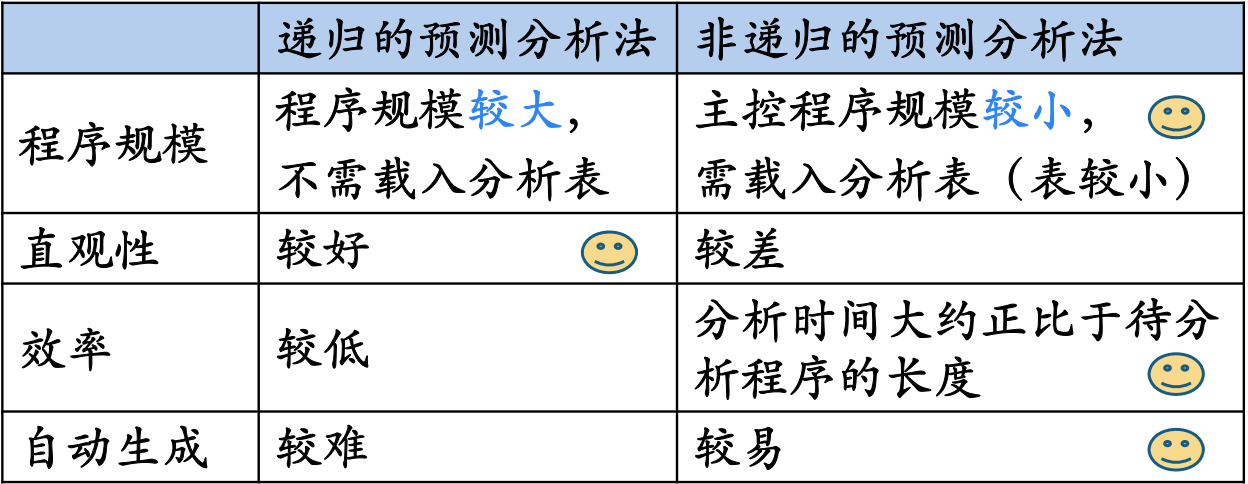 递归的预测分析法
非递归的预测分析法
程序规模
程序规模较大，
不需载入分析表
主控程序规模较小，
需载入分析表（表较小）
直观性
较好
较差
效率
较低
分析时间大约正比于待分
析程序的长度
自动生成
较难
较易